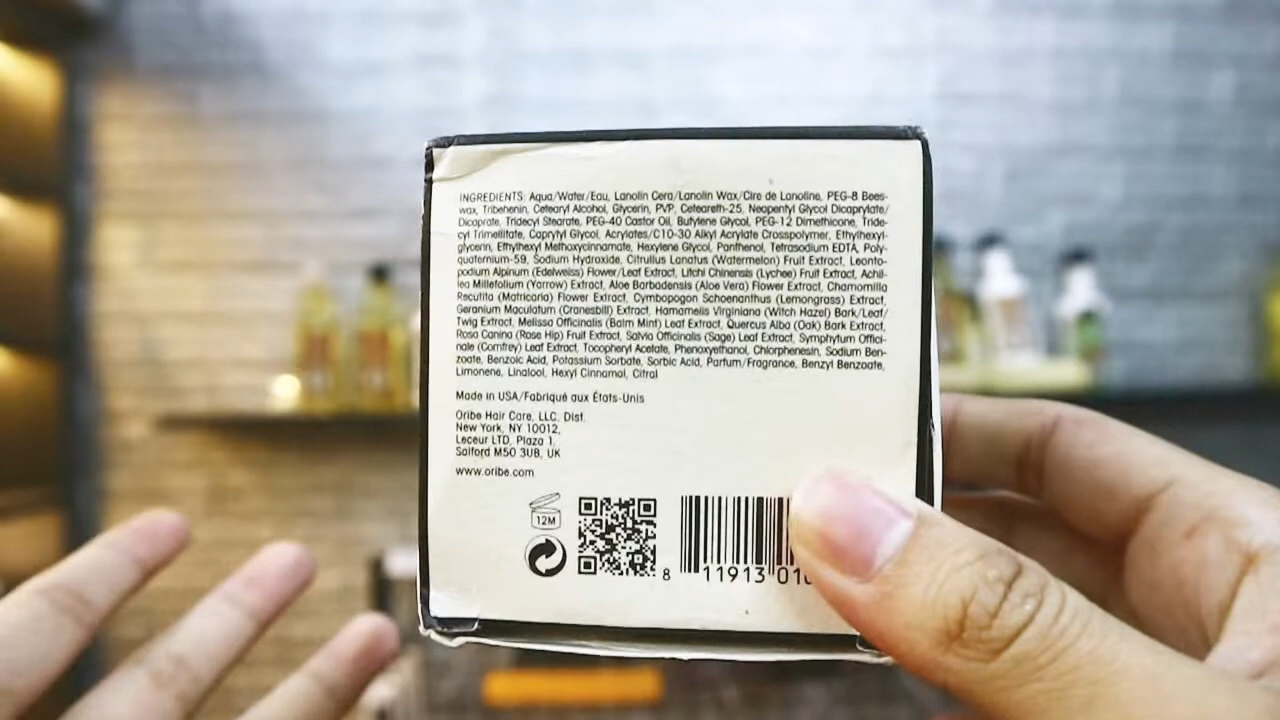 INGREDIENTS: Aqua/Water/Eau, Lanolin Cera/Lanolin Wax/Cire de Lanoline, PEG-8 Bees-
wax, Tribehenin, Cetearyl Alcohol, Glycerin, PVP, Ceteareth-25, Neopentyl Glycol Dicaprylate/
Dicaprate, Tridecyl Stearate, PEG-40 Castor Oil, Butylene Glycol, PEG-12 Dimethicone, Tride-
cyl Trimellitate, Caprytyl Glycol, Acrylates/C10-30 Alkyl Acrylate Crosspolymer, Ethylhexyl-
glycerin, Ethylhexyl Methoxycinnamate, Hexylene Glycol, Panthenol, Tetrasodium EDTA, Poly-
quaternium-59, Sodium Hydroxide, Citrullus Lanatus (Watermelon) Fruit Extract, Leonto-
podium Alpinum (Edelweiss) Flower/Leaf Extract, Litchi Chinensis (Lychee) Fruit Extract, Achil-
lea Millefolium (Yarrow) Extract, Aloe Barbadensis (Aloe Vera) Flower Extract, Chamomilla
Recutita (Matricaria) Flower Extract, Cymbopogon Schoenanthus (Lemongrass) Extract,
Geranium Maculatum (Cranesbill) Extract, Hamamelis Virginiana (Witch Hazel) Bark/Leaf/
Twig Extract, Melissa Officinalis (Balm Mint) Leaf Extract, Quercus Alba (Oak) Bark Extract,
Rosa Canina (Rose Hip) Fruit Extract, Salvia Officinalis (Sage) Leaf Extract, Symphytum Offici-
nale (Comfrey) Leaf Extract, Tocopheryl Acetate, Phenoxyethanol, Chlorphenesin, Sodium Ben-
zoate, Benzoic Acid, Potassium Sorbate, Sorbic Acid, Parfum/Fragrance, Benzyl Benzoate,
Limonene, Linalool, Hexyl Cinnamal, Citral
Made in USA/Fabriqué aux États-Unis
Oribe Hair Care, LLC. Dist.
New York, NY 10012,
Leceur LTD, Plaza 1,
Salford M50 3UB, UK
www.oribe.com
12M
8 11913 01